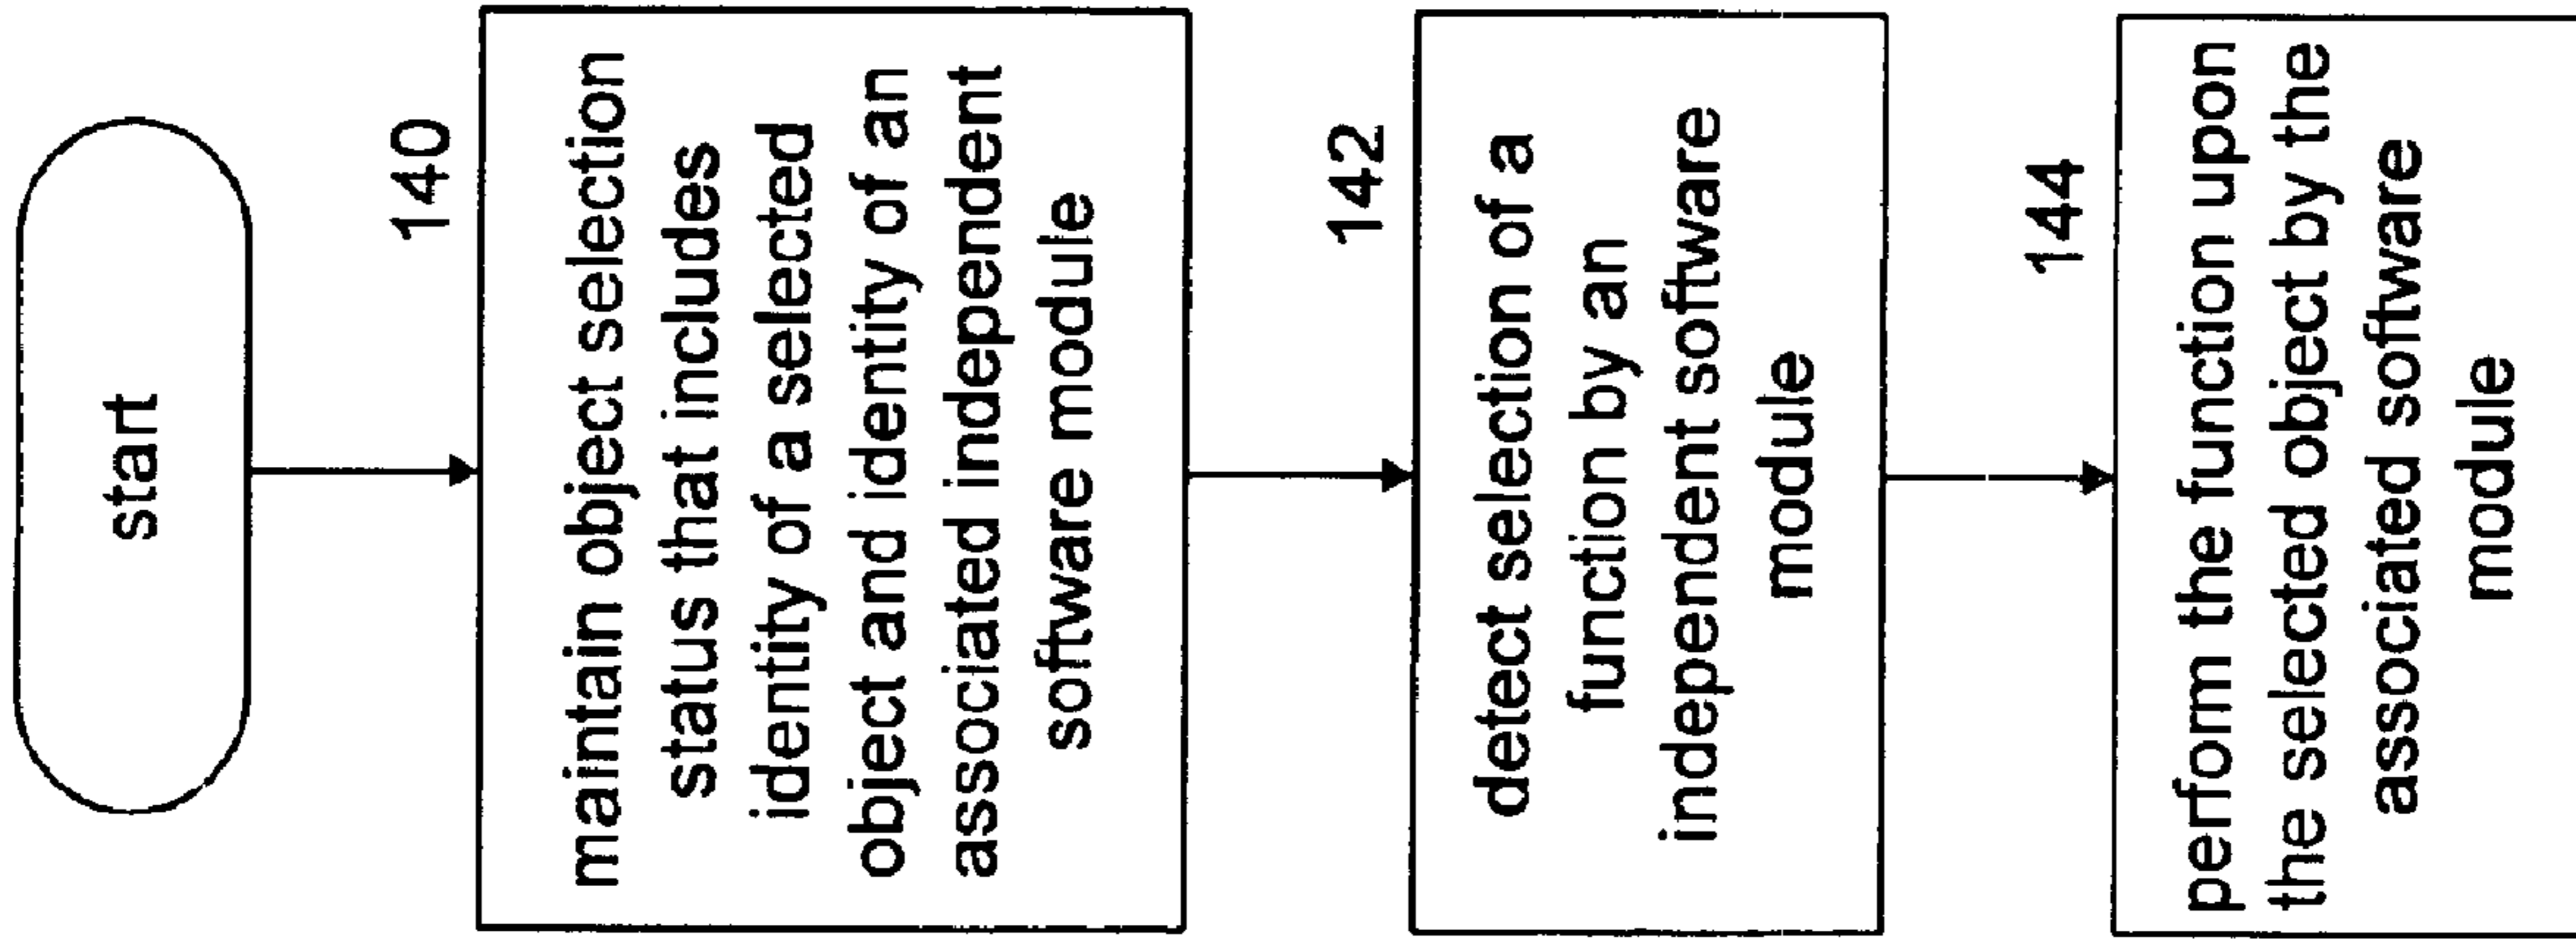 start
140
maintain object selection
status that includes
identity of a selected
object and identity of an
associated independent
software module
142
detect selection of a
function by an
independent software
module
144
perform the function upon
the selected object by the
associated software
module